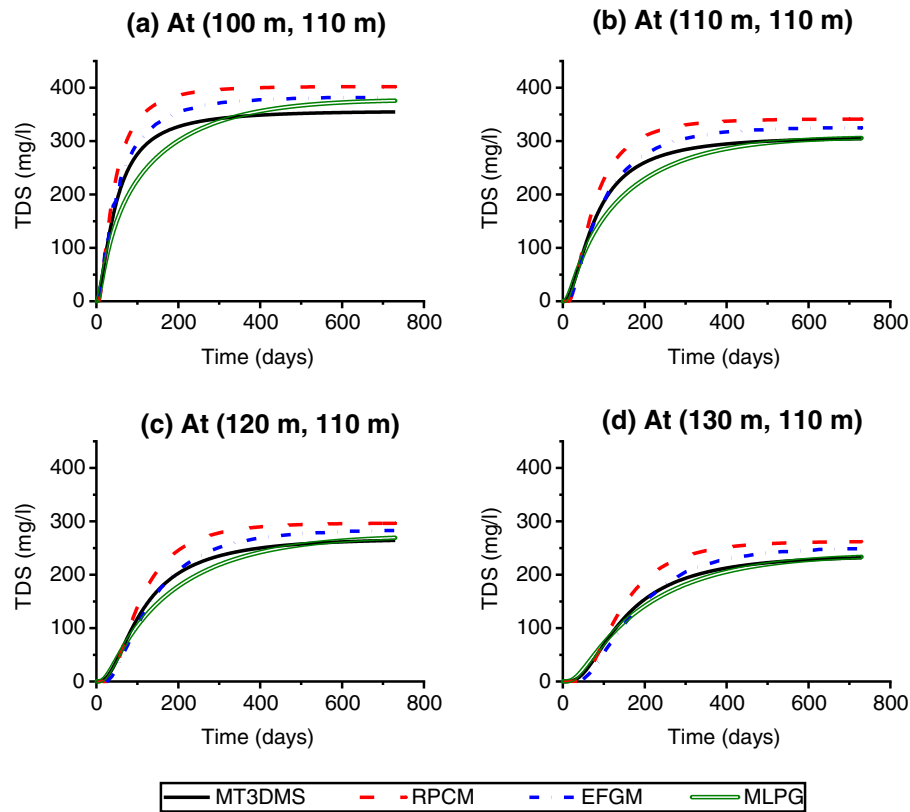 (a) At (100 m, 110 m)
400
300
200
100
0
TDS (mg/l)
0 200 400 600 800
Time (days)
(b) At (110 m, 110 m)
400
300
200
100
0
TDS (mg/l)
0 200 400 600 800
Time (days)
(c) At (120 m, 110 m)
400
300
200
100
0
TDS (mg/l)
0 200 400 600 800
Time (days)
(d) At (130 m, 110 m)
400
300
200
100
0
TDS (mg/l)
0 200 400 600 800
Time (days)
MT3DMS RPCM EFGM MLPG